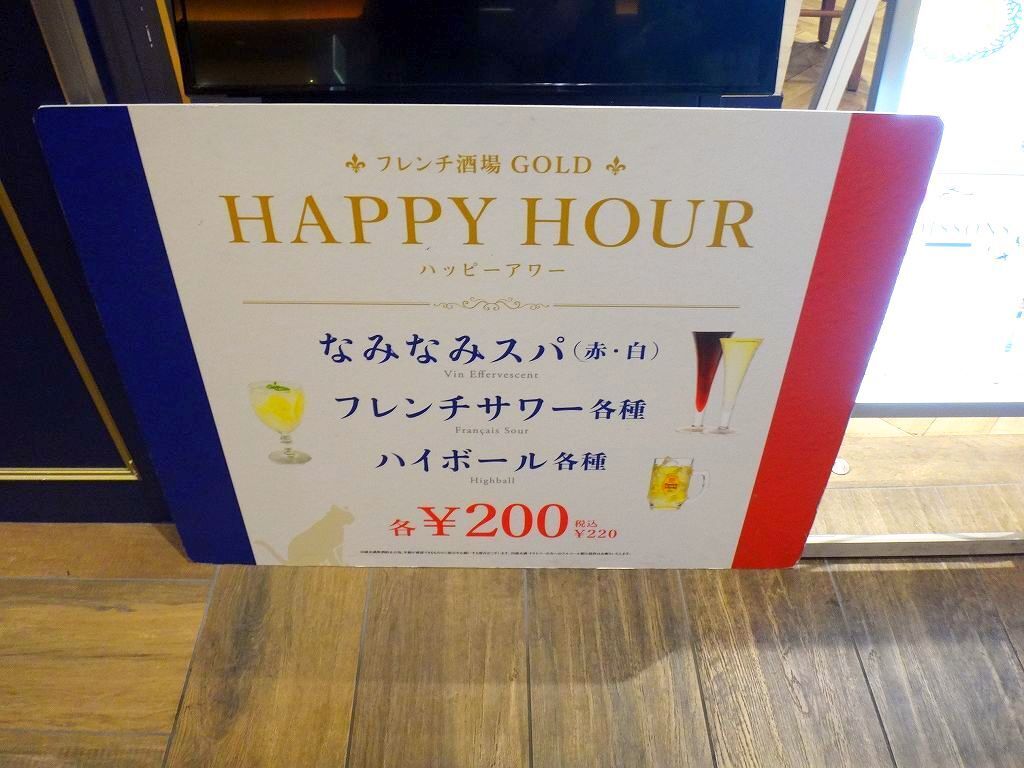 フレンチ酒場 GOLD
HAPPY HOUR
ハッピーアワー
なみなみスパ(赤・白)
Vin Effervescent
フレンチサワー各種
Français Sour
ハイボール各種
Highball
各¥200 税込 ¥220